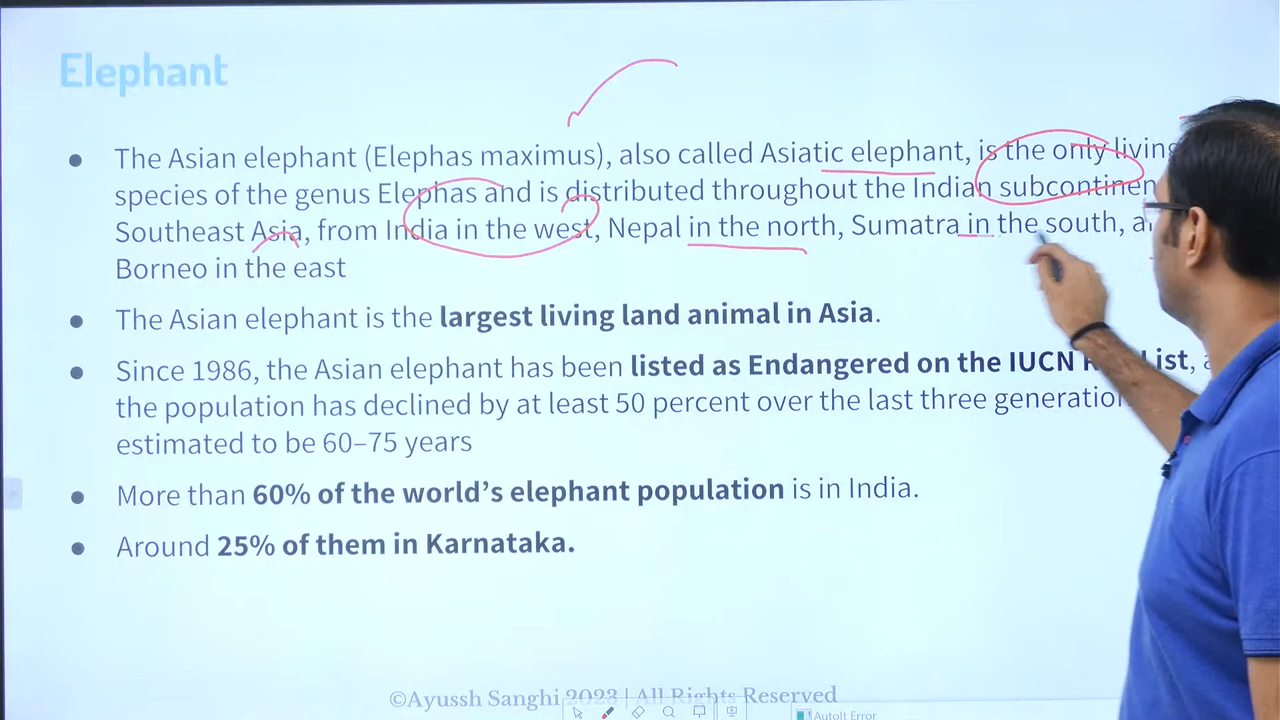 Elephant
The Asian elephant (Elephas maximus), also called Asiatic elephant, is the only living
species of the genus Elephas and is distributed throughout the Indian subcontinen
Southeast Asia, from India in the west, Nepal in the north, Sumatra in the south,
Borneo in the east
The Asian elephant is the largest living land animal in Asia.
Since 1986, the Asian elephant has been listed as Endangered on the IUCN
the population has declined by at least 50 percent over the last three generation
estimated to be 60–75 years
More than 60% of the world's elephant population is in India.
Around 25% of them in Karnataka.
©Ayussh Sanghi 2023 | All Rights Reserved
AutoIt Error